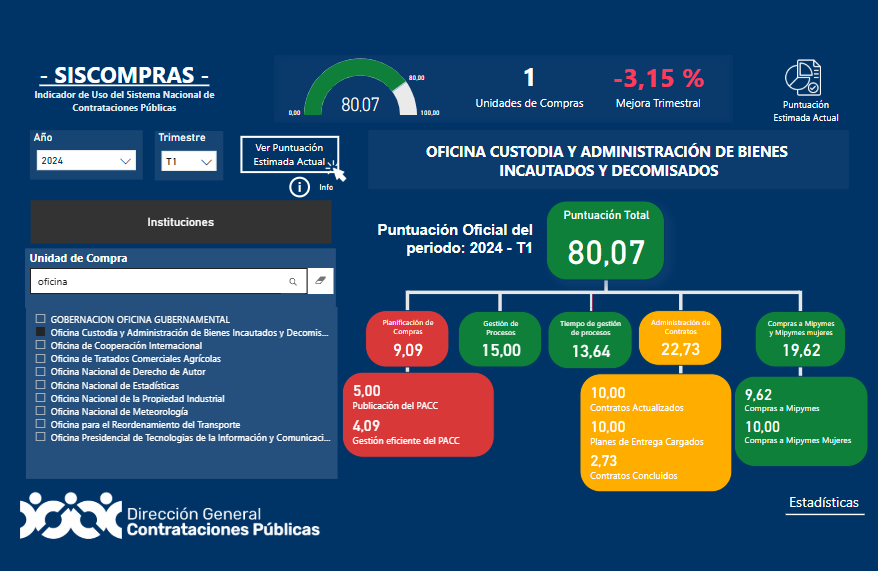 - SISCOMPRAS -
Indicador de Uso del Sistema Nacional de
Contrataciones Públicas
0,00
80,07
80,00
100,00
1
Unidades de Compras
-3,15 %
Mejora Trimestral
Puntuación
Estimada Actual
Año
2024
Trimestre
T1
Ver Puntuación
Estimada Actual
Info
OFICINA CUSTODIA Y ADMINISTRACIÓN DE BIENES
INCAUTADOS Y DECOMISADOS
Instituciones
Unidad de Compra
oficina
GOBERNACION OFICINA GUBERNAMENTAL
Oficina Custodia y Administración de Bienes Incautados y Decomis...
Oficina de Cooperación Internacional
Oficina de Tratados Comerciales Agrícolas
Oficina Nacional de Derecho de Autor
Oficina Nacional de Estadísticas
Oficina Nacional de la Propiedad Industrial
Oficina Nacional de Meteorología
Oficina para el Reordenamiento del Transporte
Oficina Presidencial de Tecnologías de la Información y Comunicaci...
Puntuación Oficial del
periodo: 2024 - T1
Puntuación Total
80,07
Planificación de
Compras
9,09
Gestión de
Procesos
15,00
Tiempo de gestión
de procesos
13,64
Administración de
Contratos
22,73
Compras a Mipymes
y Mipymes mujeres
19,62
5,00
Publicación del PACC
4,09
Gestión eficiente del PACC
10,00
Contratos Actualizados
10,00
Planes de Entrega Cargados
2,73
Contratos Concluidos
9,62
Compras a Mipymes
10,00
Compras a Mipymes Mujeres
Estadísticas
Dirección General
Contrataciones Públicas